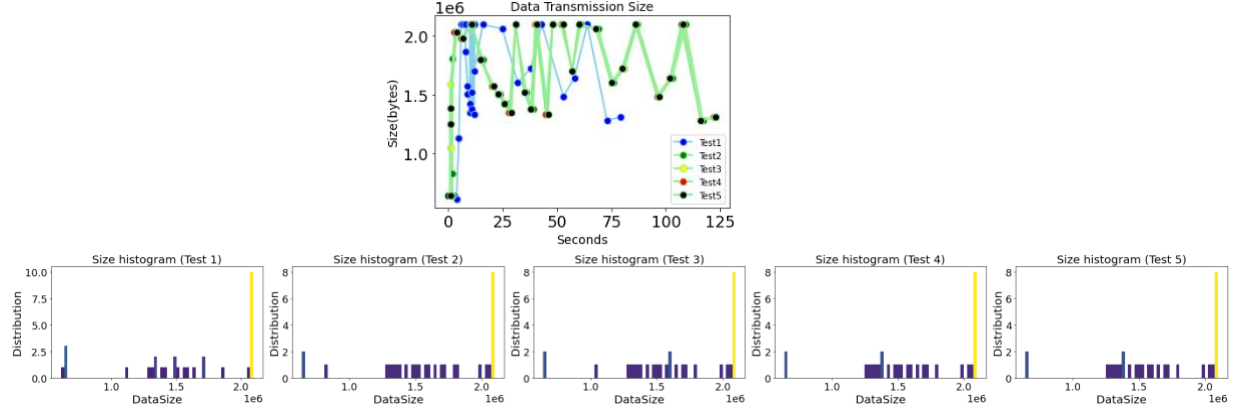 1e6 Data Transmission Size
2.0
1.5
1.0
Size(bytes)
Test1
Test2
Test3
Test4
Test5
0 25 50 75 100 125
Seconds
Size histogram (Test 1) Size histogram (Test 2) Size histogram (Test 3) Size histogram (Test 4) Size histogram (Test 5)
10.0 8 8 8 8
7.5 6 6 6 6
5.0 4 4 4 4
2.5 2 2 2 2
0.0 0 0 0 0
Distribution Distribution Distribution Distribution Distribution
1.0 1.5 2.0 1.0 1.5 2.0 1.0 1.5 2.0 1.0 1.5 2.0 1.0 1.5 2.0
DataSize 1e6 DataSize 1e6 DataSize 1e6 DataSize 1e6 DataSize 1e6